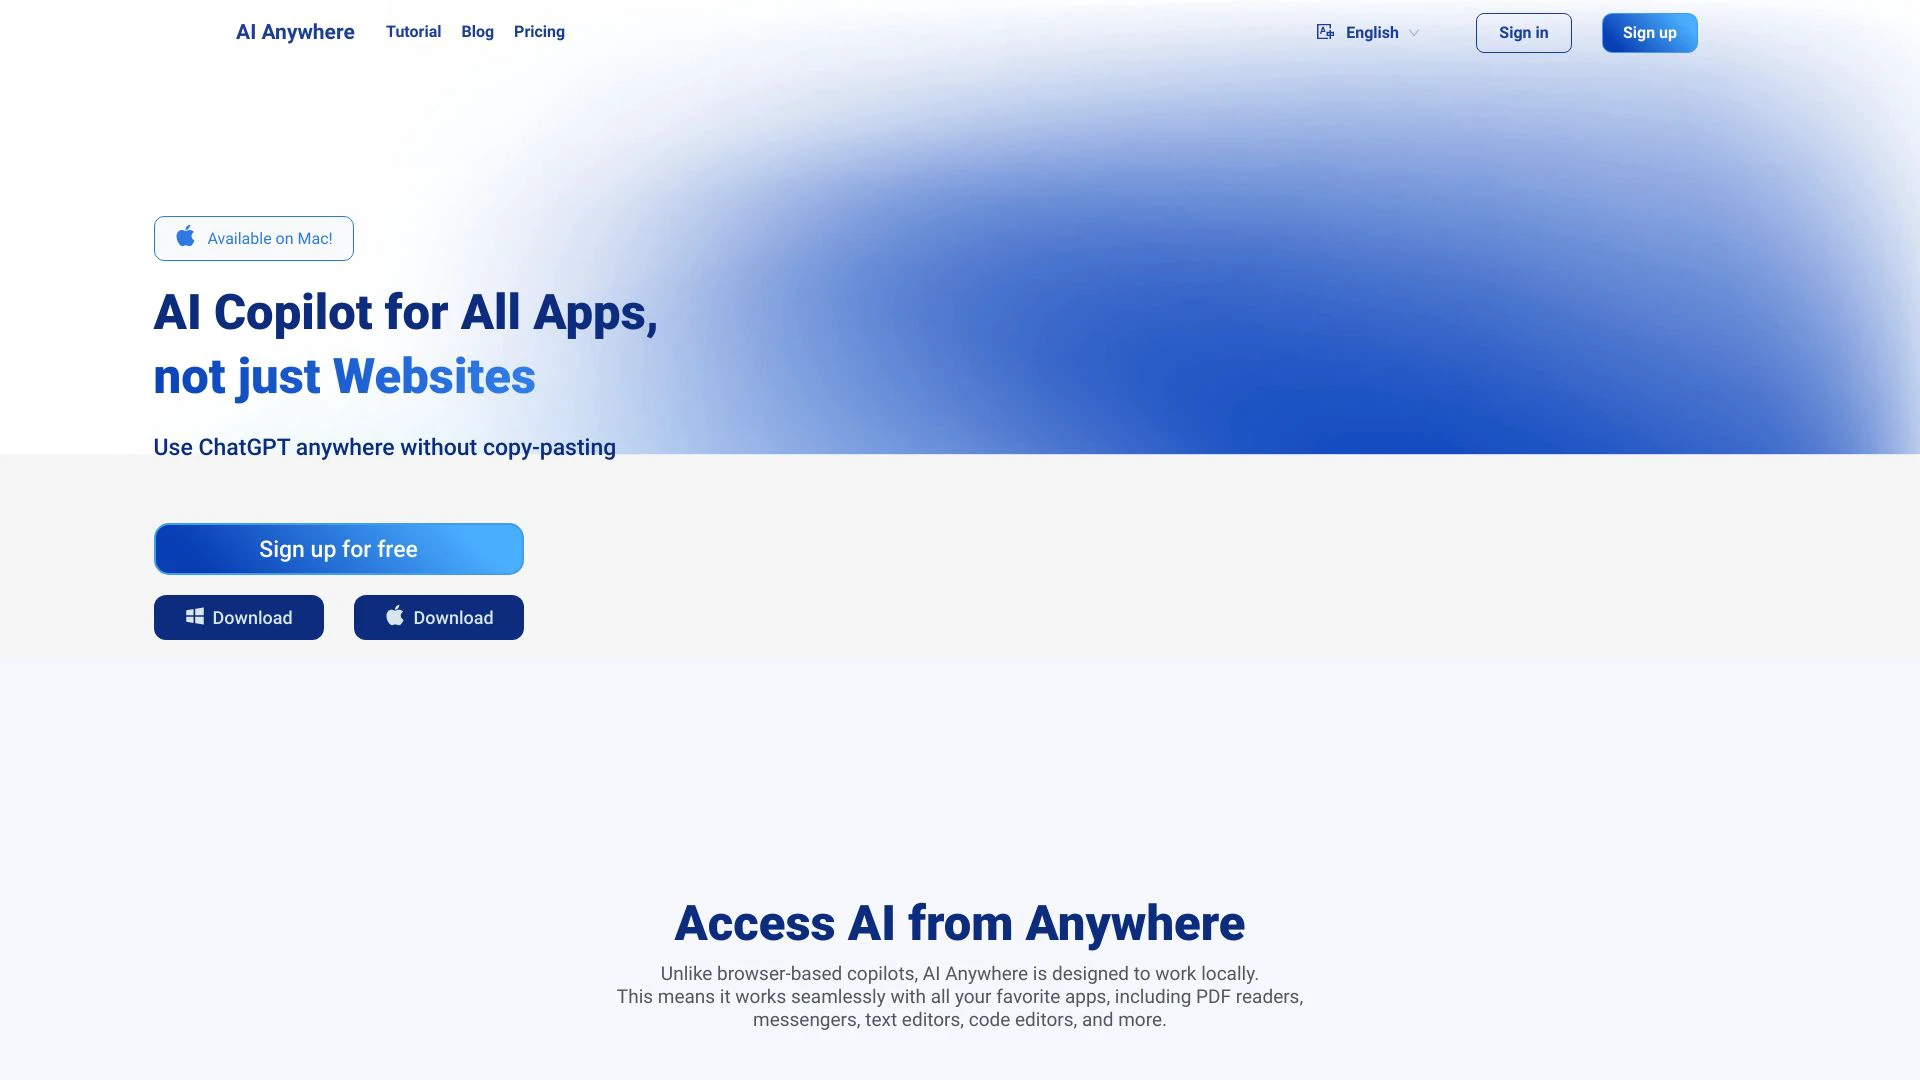 AI Anywhere Tutorial Blog Pricing English Sign in Sign up
Available on Mac!
AI Copilot for All Apps,
not just Websites
Use ChatGPT anywhere without copy-pasting
Sign up for free
Download Download
Access AI from Anywhere
Unlike browser-based copilots, AI Anywhere is designed to work locally.
This means it works seamlessly with all your favorite apps, including PDF readers,
messengers, text editors, code editors, and more.